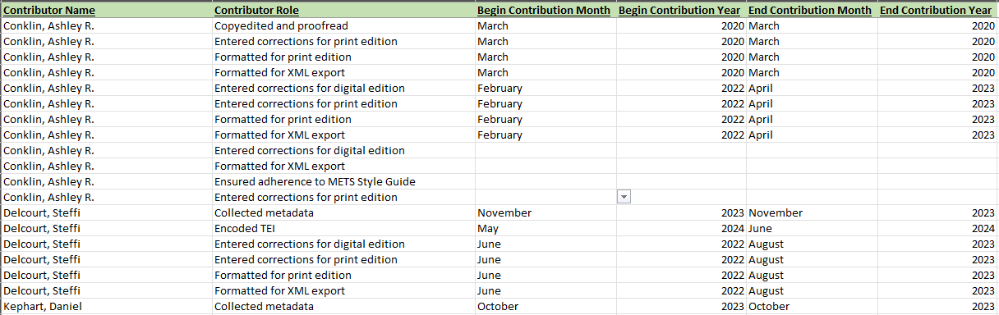 Contributor Name Contributor Role Begin Contribution Month Begin Contribution Year End Contribution Month End Contribution Year
Conklin, Ashley R. Copyedited and proofread March 2020 March 2020
Conklin, Ashley R. Entered corrections for print edition March 2020 March 2020
Conklin, Ashley R. Formatted for print edition March 2020 March 2020
Conklin, Ashley R. Formatted for XML export March 2020 March 2020
Conklin, Ashley R. Entered corrections for digital edition February 2022 April 2023
Conklin, Ashley R. Entered corrections for print edition February 2022 April 2023
Conklin, Ashley R. Formatted for print edition February 2022 April 2023
Conklin, Ashley R. Formatted for XML export February 2022 April 2023
Conklin, Ashley R. Entered corrections for digital edition
Conklin, Ashley R. Formatted for XML export
Conklin, Ashley R. Ensured adherence to METS Style Guide
Conklin, Ashley R. Entered corrections for print edition
Delcourt, Steffi Collected metadata November 2023 November 2023
Delcourt, Steffi Encoded TEI May 2024 June 2024
Delcourt, Steffi Entered corrections for digital edition June 2022 August 2023
Delcourt, Steffi Entered corrections for print edition June 2022 August 2023
Delcourt, Steffi Formatted for print edition June 2022 August 2023
Delcourt, Steffi Formatted for XML export June 2022 August 2023
Kephart, Daniel Collected metadata October 2023 October 2023